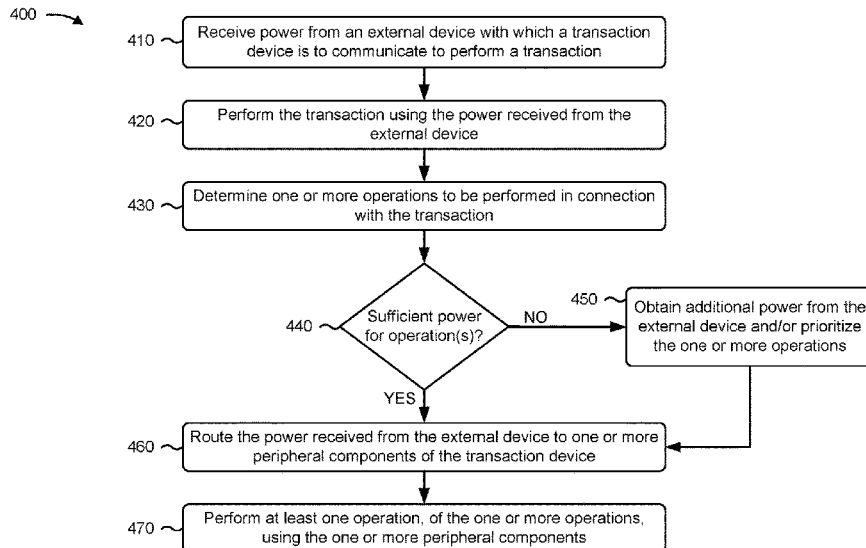 400
410
Receive power from an external device with which a transaction
device is to communicate to perform a transaction
420
Perform the transaction using the power received from the
external device
430
Determine one or more operations to be performed in connection
with the transaction
440
Sufficient power
for operation(s)?
NO
450
Obtain additional power from the
external device and/or prioritize
the one or more operations
YES
460
Route the power received from the external device to one or more
peripheral components of the transaction device
470
Perform at least one operation, of the one or more operations,
using the one or more peripheral components